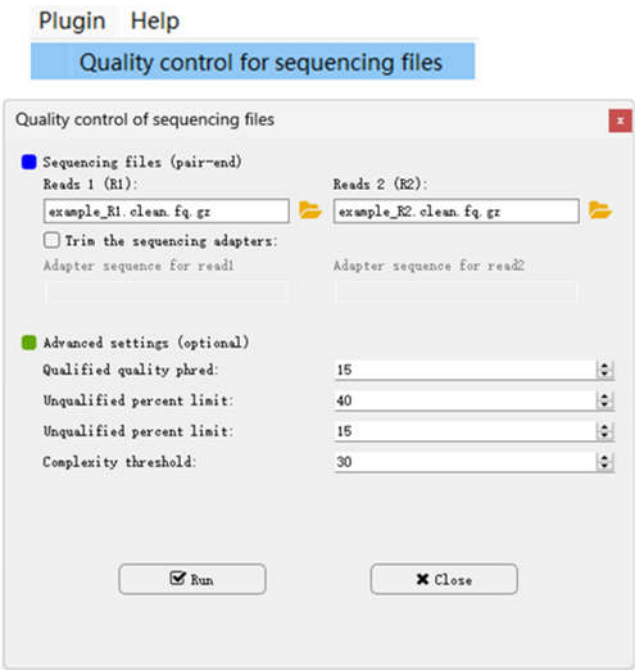 Plugin Help
Quality control for sequencing files
Quality control of sequencing files x
Sequencing files (pair-end)
Reads 1 (R1): Reads 2 (R2):
example_R1.clean.fq.gz example_R2.clean.fq.gz
Trim the sequencing adapters:
Adapter sequence for read1 Adapter sequence for read2
Advanced settings (optional)
Qualified quality phred: 15
Unqualified percent limit: 40
Unqualified percent limit: 15
Complexity threshold: 30
Run Close